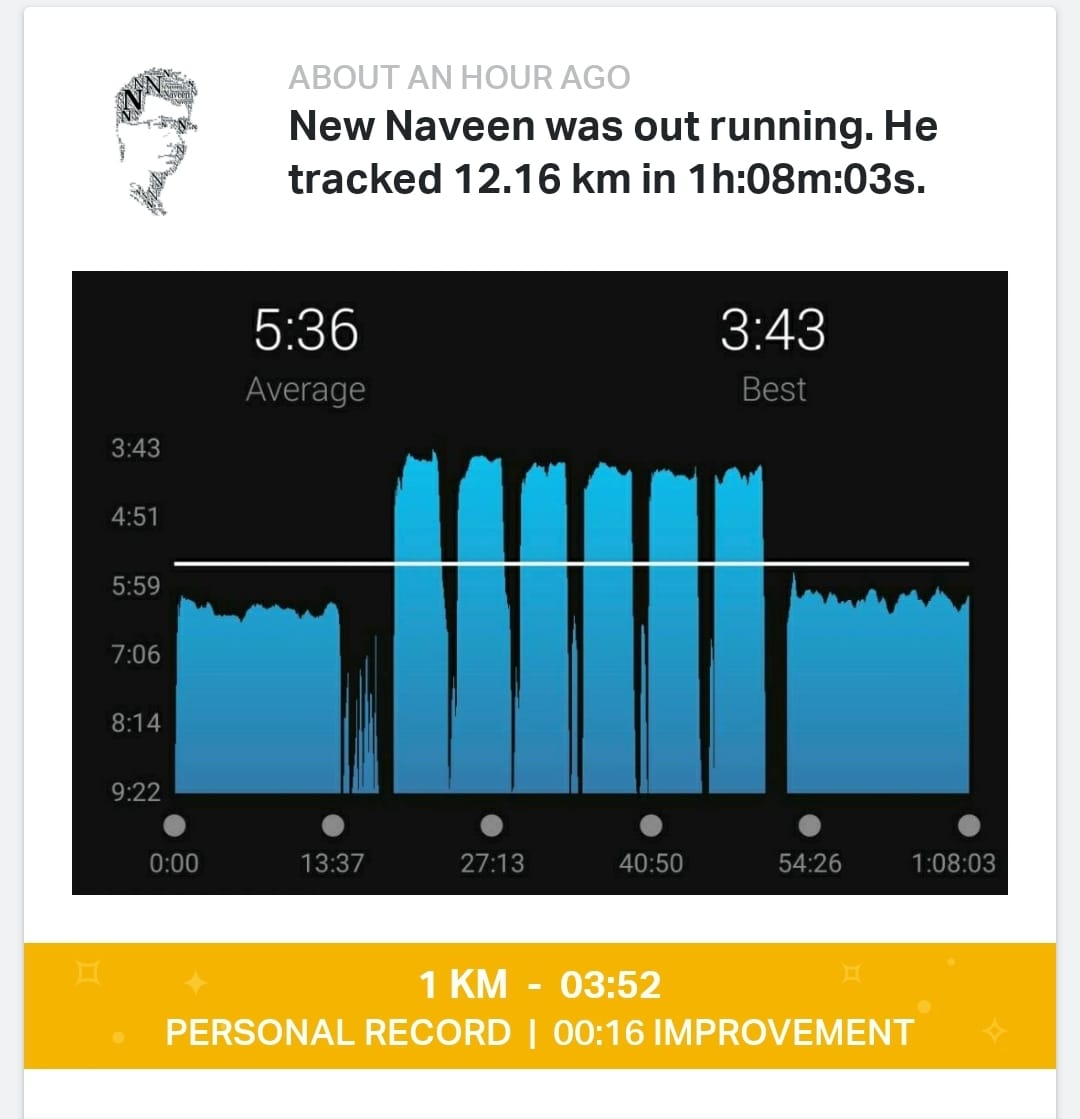 ABOUT AN HOUR AGO
New Naveen was out running. He
tracked 12.16 km in 1h:08m:03s.
5:36 3:43
Average Best
3:43
4:51
5:59
7:06
8:14
9:22
0:00 13:37 27:13 40:50 54:26 1:08:03
1 KM - 03:52
PERSONAL RECORD | 00:16 IMPROVEMENT